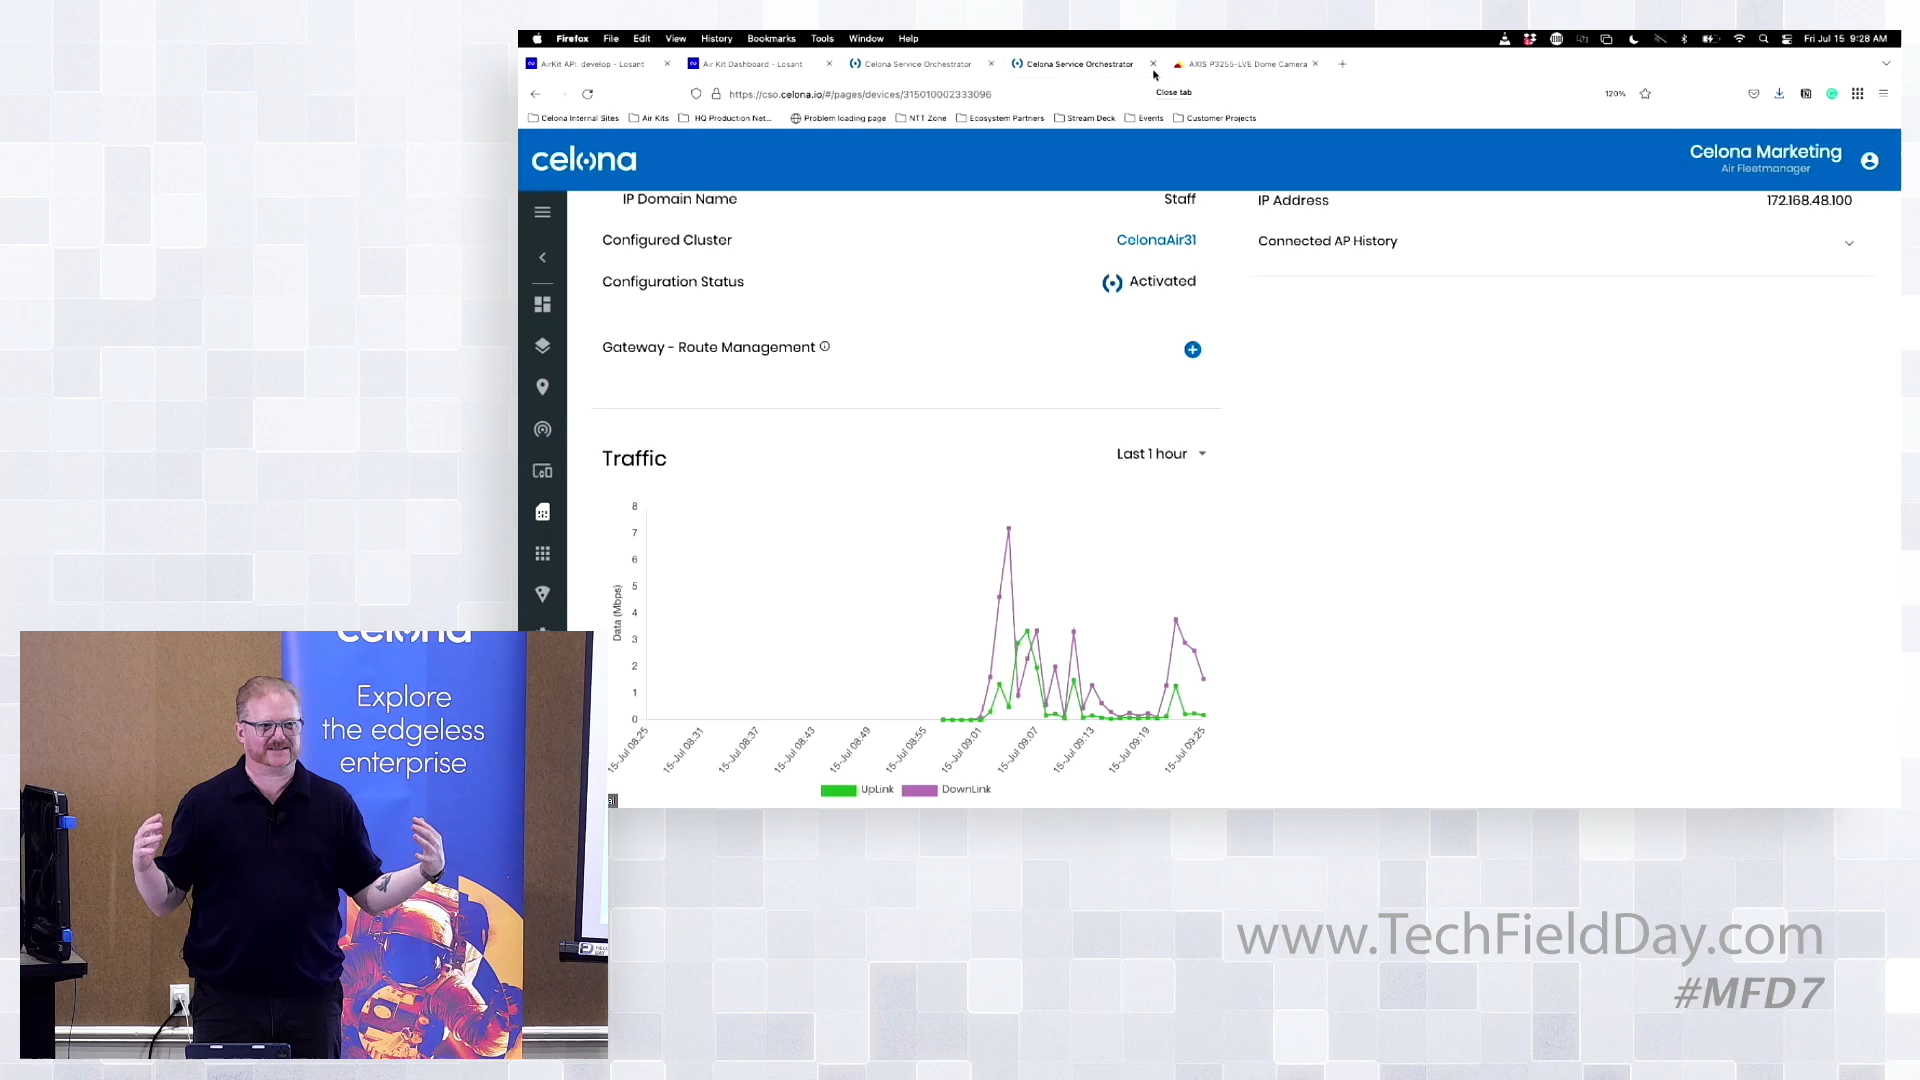 Firefox File Edit View History Bookmarks Tools Window Help
Fri Jul 15 9:28 AM
AirKit API: develop - Losant
Air Kit Dashboard - Losant
Celona Service Orchestrator
Celona Service Orchestrator
AXIS P3255-LVE Dome Camera
https://cso.celona.io/#/pages/devices/315010002333096
Close tab
120%
Celona Internal Sites
Air Kits
HQ Production Net...
Problem loading page
NTT Zone
Ecosystem Partners
Stream Deck
Events
Customer Projects
celona
Celona Marketing
Air Fleetmanager
IP Domain Name
Staff
IP Address
172.168.48.100
Configured Cluster
CelonaAir31
Connected AP History
Configuration Status
Activated
Gateway - Route Management
Traffic
Last 1 hour
Data (Mbps)
8
7
6
5
4
3
2
1
0
15-Jul 08:25
15-Jul 08:31
15-Jul 08:37
15-Jul 08:43
15-Jul 08:49
15-Jul 08:55
15-Jul 09:01
15-Jul 09:07
15-Jul 09:13
15-Jul 09:19
15-Jul 09:25
UpLink
DownLink
celona
Explore
the edgeless
enterprise
www.TechFieldDay.com
#MFD7